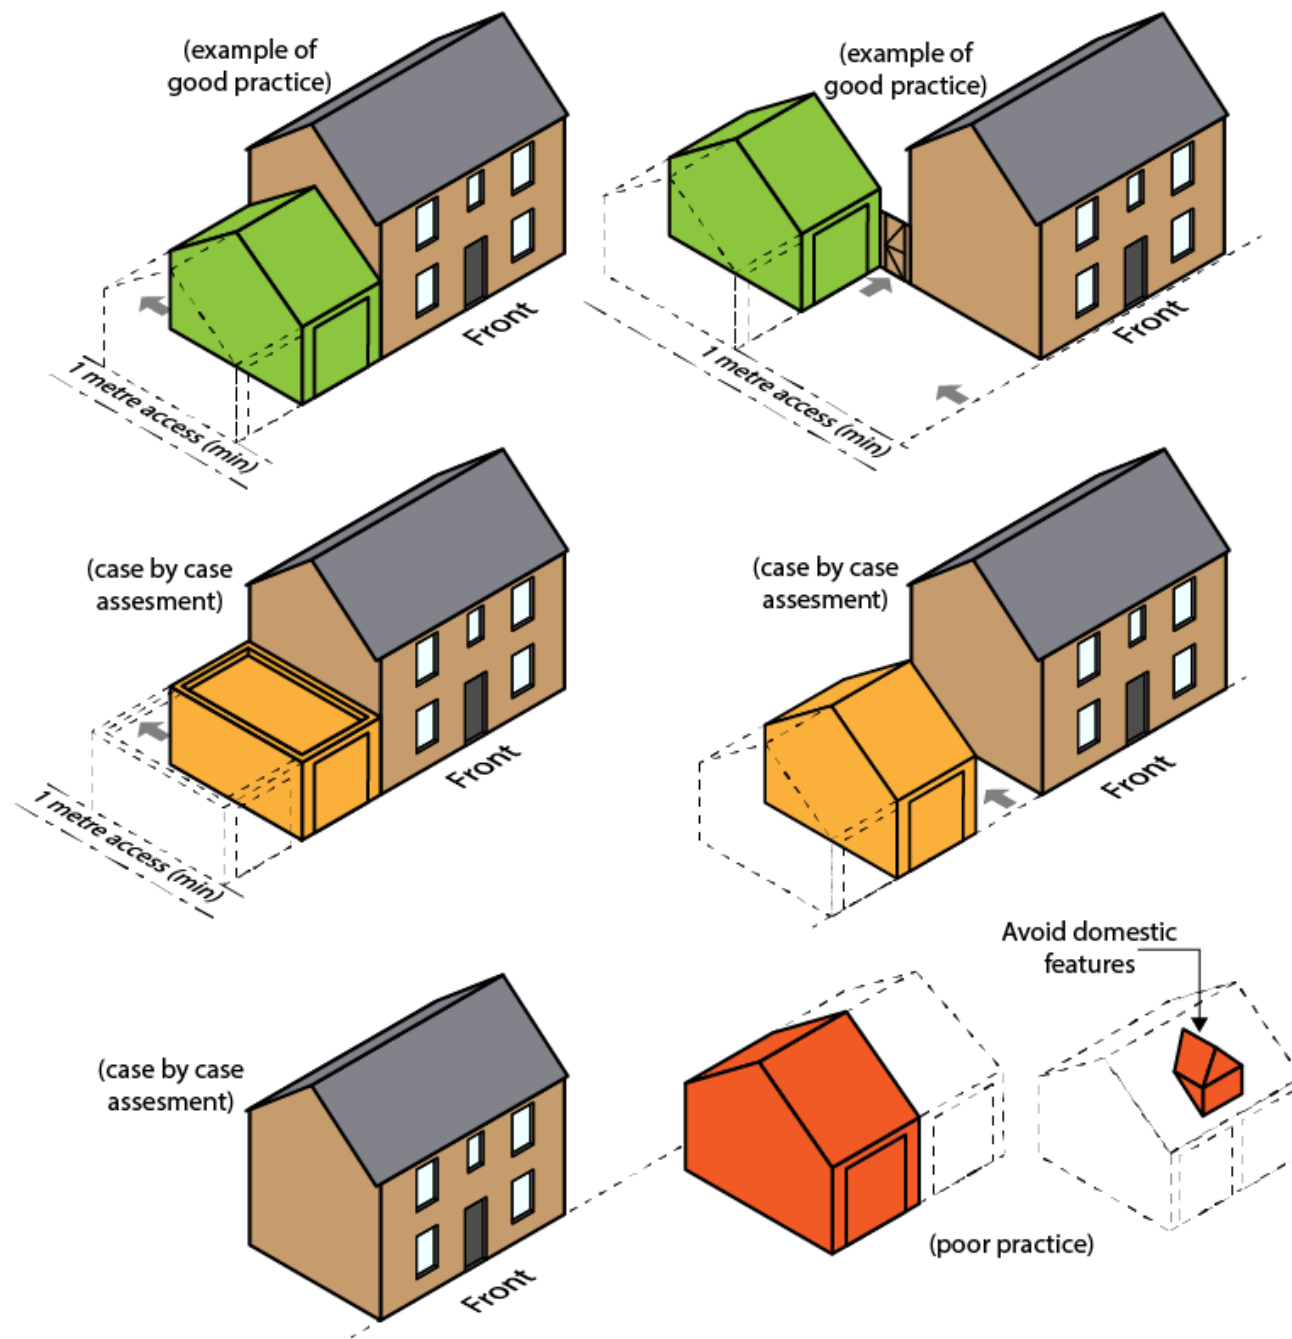 (example of
good practice)
(example of
good practice)
Front
Front
1 metre access (min)
1 metre access (min)
(case by case
assesment)
(case by case
assesment)
Front
Front
1 metre access (min)
Avoid domestic
features
(case by case
assesment)
(poor practice)
Front